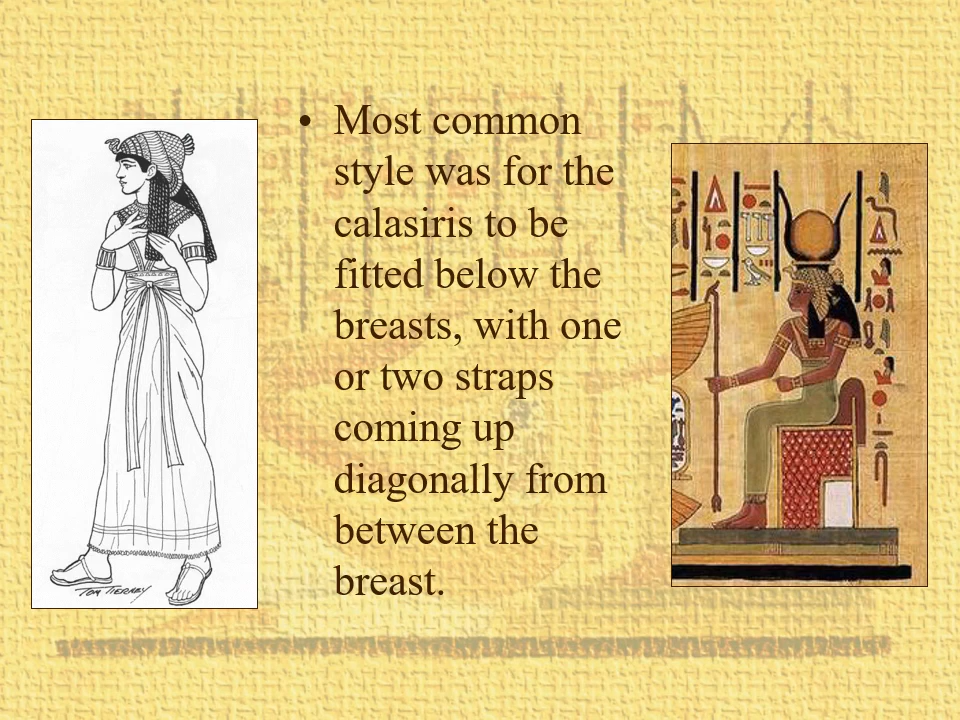 • Most common
style was for the
calasiris to be
fitted below the
breasts, with one
or two straps
coming up
diagonally from
between the
breast.
TOM TIERNEY